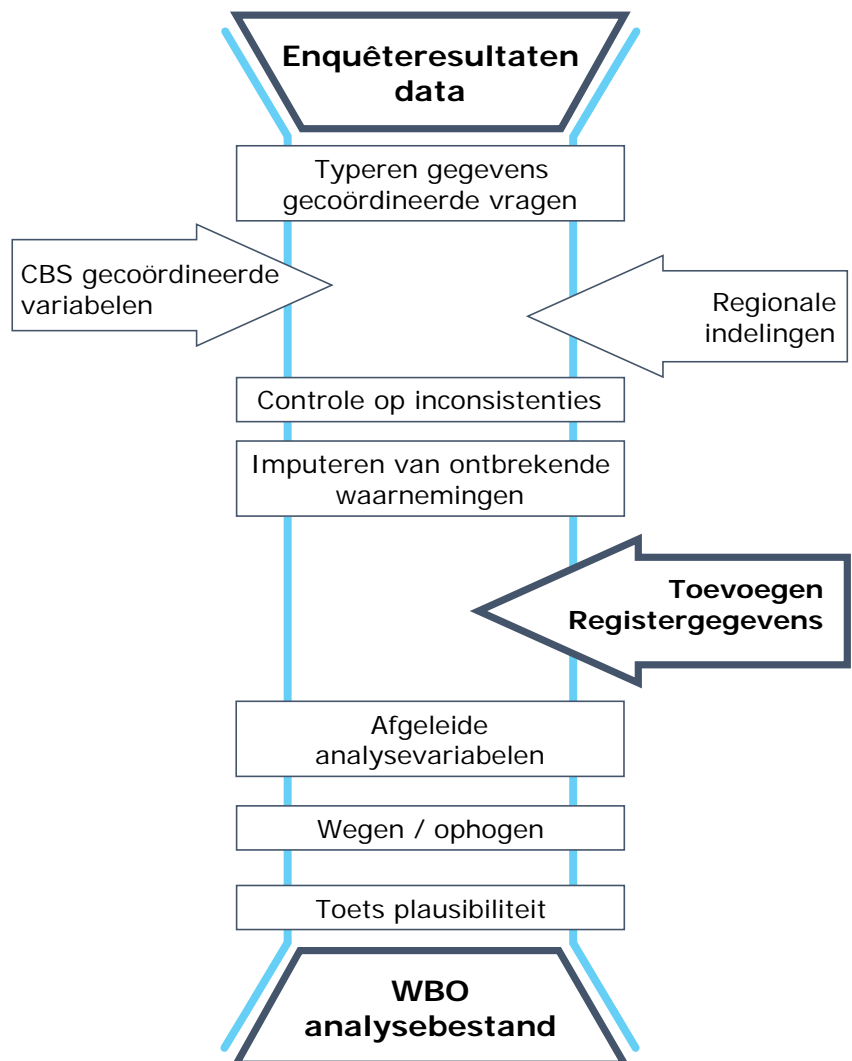 Enquêteresultaten
data
Typeren gegevens
gecoördineerde vragen
CBS gecoördineerde
variabelen
Regionale
indelingen
Controle op inconsistenties
Imputeren van ontbrekende
waarnemingen
Toevoegen
Registergegevens
Afgeleide
analysevariabelen
Wegen / ophogen
Toets plausibiliteit
WBO
analysebestand